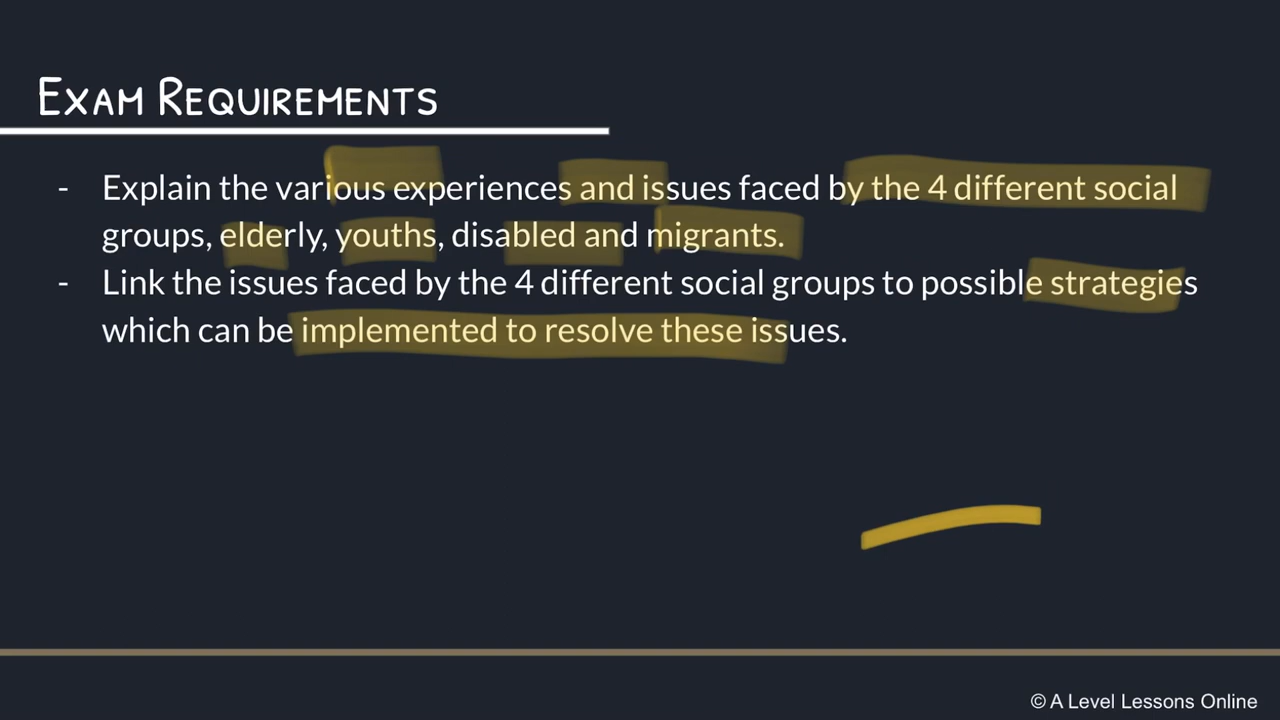 Exam Requirements
- Explain the various experiences and issues faced by the 4 different social
groups, elderly, youths, disabled and migrants.
- Link the issues faced by the 4 different social groups to possible strategies
which can be implemented to resolve these issues.
© A Level Lessons Online